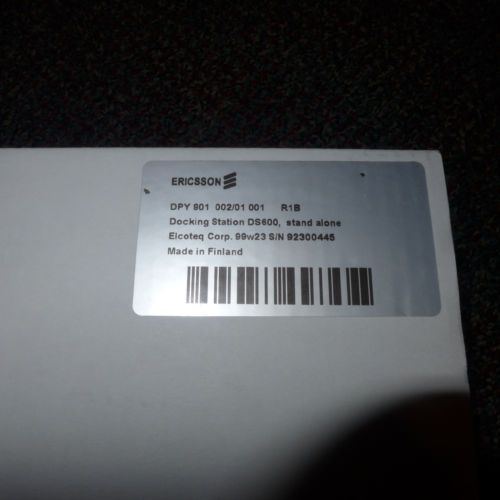 ERICSSON
DPY 901 002/01 001 R1B
Docking Station DS600, stand alone
Elcoteq Corp. 99w23 S/N 92300445
Made in Finland